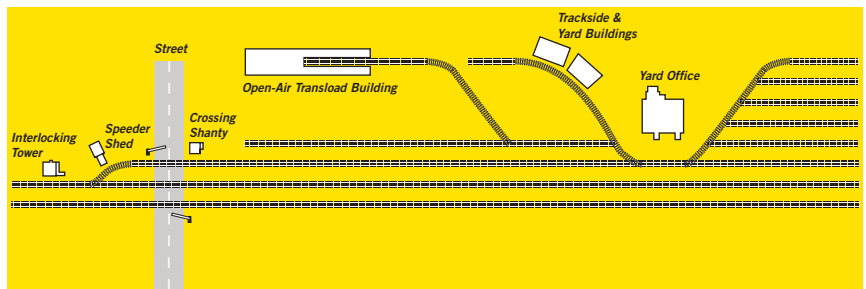 Trackside &
Yard Buildings
Street
Yard Office
Open-Air Transload Building
Speeder
Shed
Crossing
Shanty
Interlocking
Tower